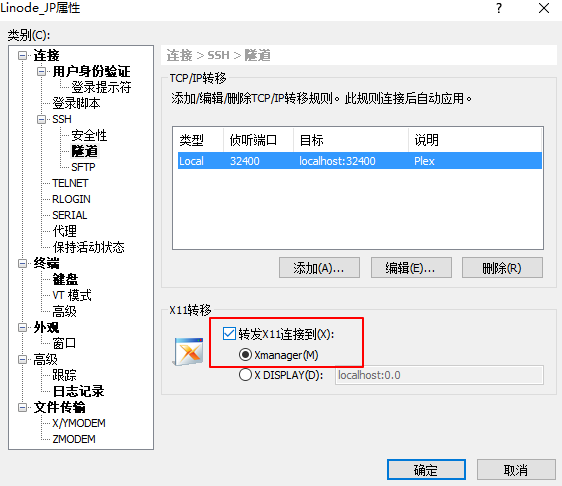 Linode_JP属性
?
类别(C):
连接
用户身份验证
登录提示符
登录脚本
SSH
安全性
隧道
SFTP
TELNET
RLOGIN
SERIAL
代理
保持活动状态
终端
键盘
VT 模式
高级
外观
窗口
高级
跟踪
日志记录
文件传输
X/YMODEM
ZMODEM
连接 > SSH > 隧道
TCP/IP转移
添加/编辑/删除TCP/IP转移规则。此规则连接后自动应用。
类型 侦听端口 目标 说明
Local 32400 localhost:32400 Plex
添加(A)... 编辑(E)... 删除(R)
X11转移
转发X11连接到(X):
Xmanager(M)
X DISPLAY(D): localhost:0.0
确定 取消